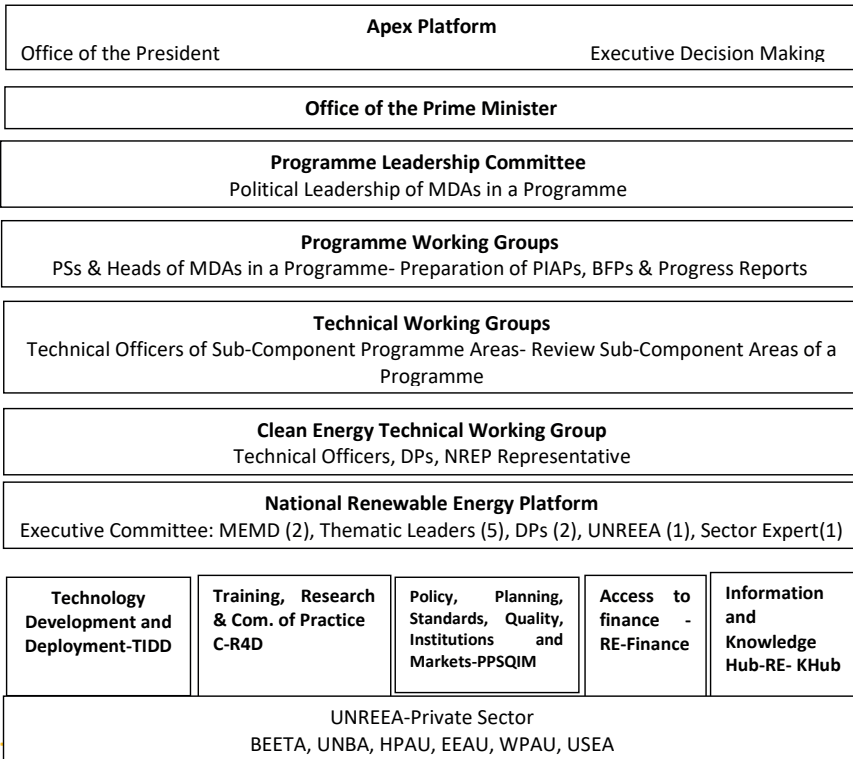 Apex Platform
Office of the President Executive Decision Making
Office of the Prime Minister
Programme Leadership Committee
Political Leadership of MDAs in a Programme
Programme Working Groups
PSs & Heads of MDAs in a Programme- Preparation of PIAPs, BFPs & Progress Reports
Technical Working Groups
Technical Officers of Sub-Component Programme Areas- Review Sub-Component Areas of a
Programme
Clean Energy Technical Working Group
Technical Officers, DPs, NREP Representative
National Renewable Energy Platform
Executive Committee: MEMD (2), Thematic Leaders (5), DPs (2), UNREEA (1), Sector Expert(1)
Technology
Development and
Deployment-TIDD
Training, Research
& Com. of Practice
C-R4D
Policy, Planning,
Standards, Quality,
Institutions and
Markets-PPSQIM
Access to
finance -
RE-Finance
Information
and
Knowledge
Hub-RE- KHub
UNREEA-Private Sector
BEETA, UNBA, HPAU, EEAU, WPAU, USEA